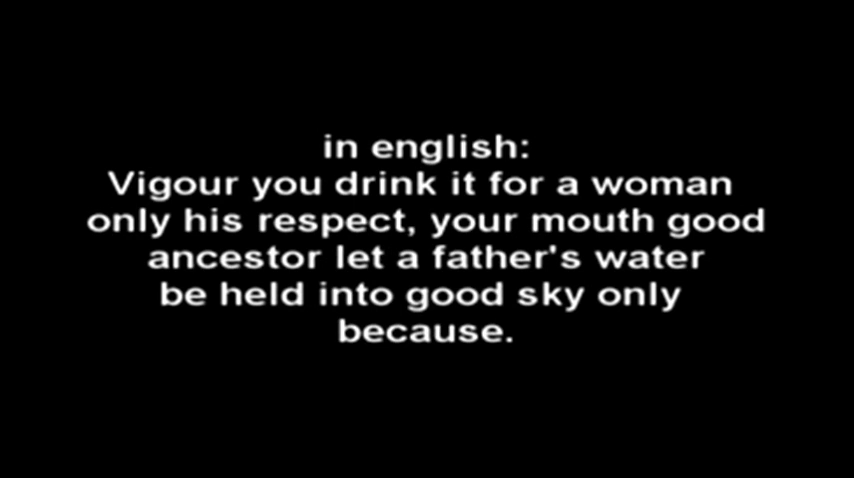 in english:
Vigour you drink it for a woman
only his respect, your mouth good
ancestor let a father's water
be held into good sky only
because.